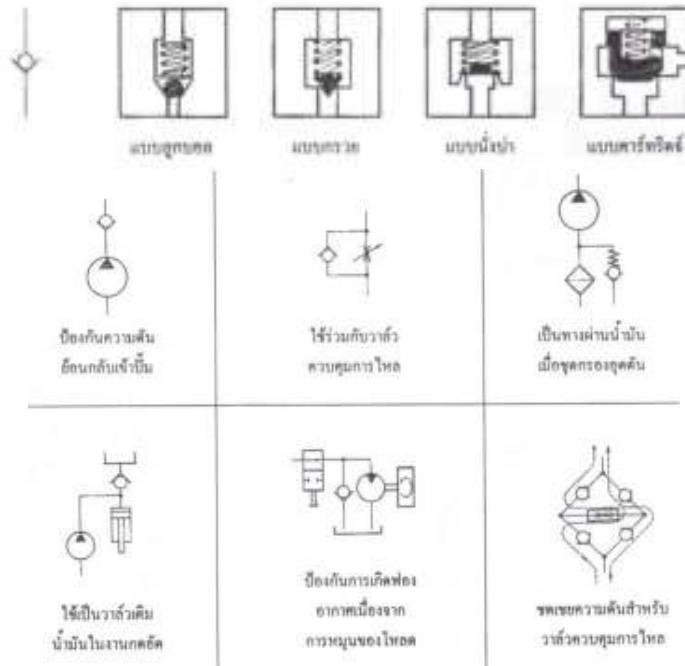 แบบลูกบอล
แบบกรวย
แบบนั่งบ่า
แบบคาร์ทริดจ์
ป้องกันความดัน
ย้อนกลับเข้าปั๊ม
ใช้ร่วมกับวาล์ว
ควบคุมการไหล
เป็นทางผ่านน้ำมัน
เมื่อชุดกรองอุดตัน
ใช้เป็นวาล์วเติม
น้ำมันในงานกดอัด
ป้องกันการเกิดฟอง
อากาศเนื่องจาก
การหมุนของโหลด
ชดเชยความดันสำหรับ
วาล์วควบคุมการไหล